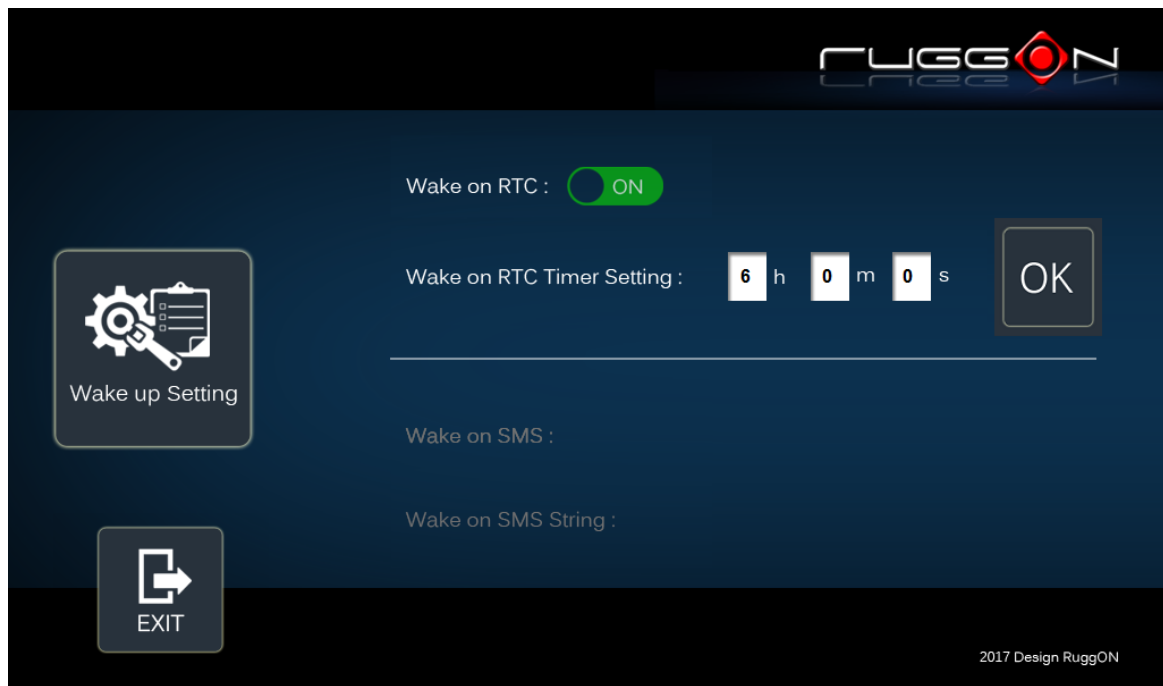 RUGGON
Wake on RTC : ON
Wake on RTC Timer Setting : 6 h 0 m 0 s
OK
Wake up Setting
Wake on SMS :
Wake on SMS String :
EXIT
2017 Design RuggON